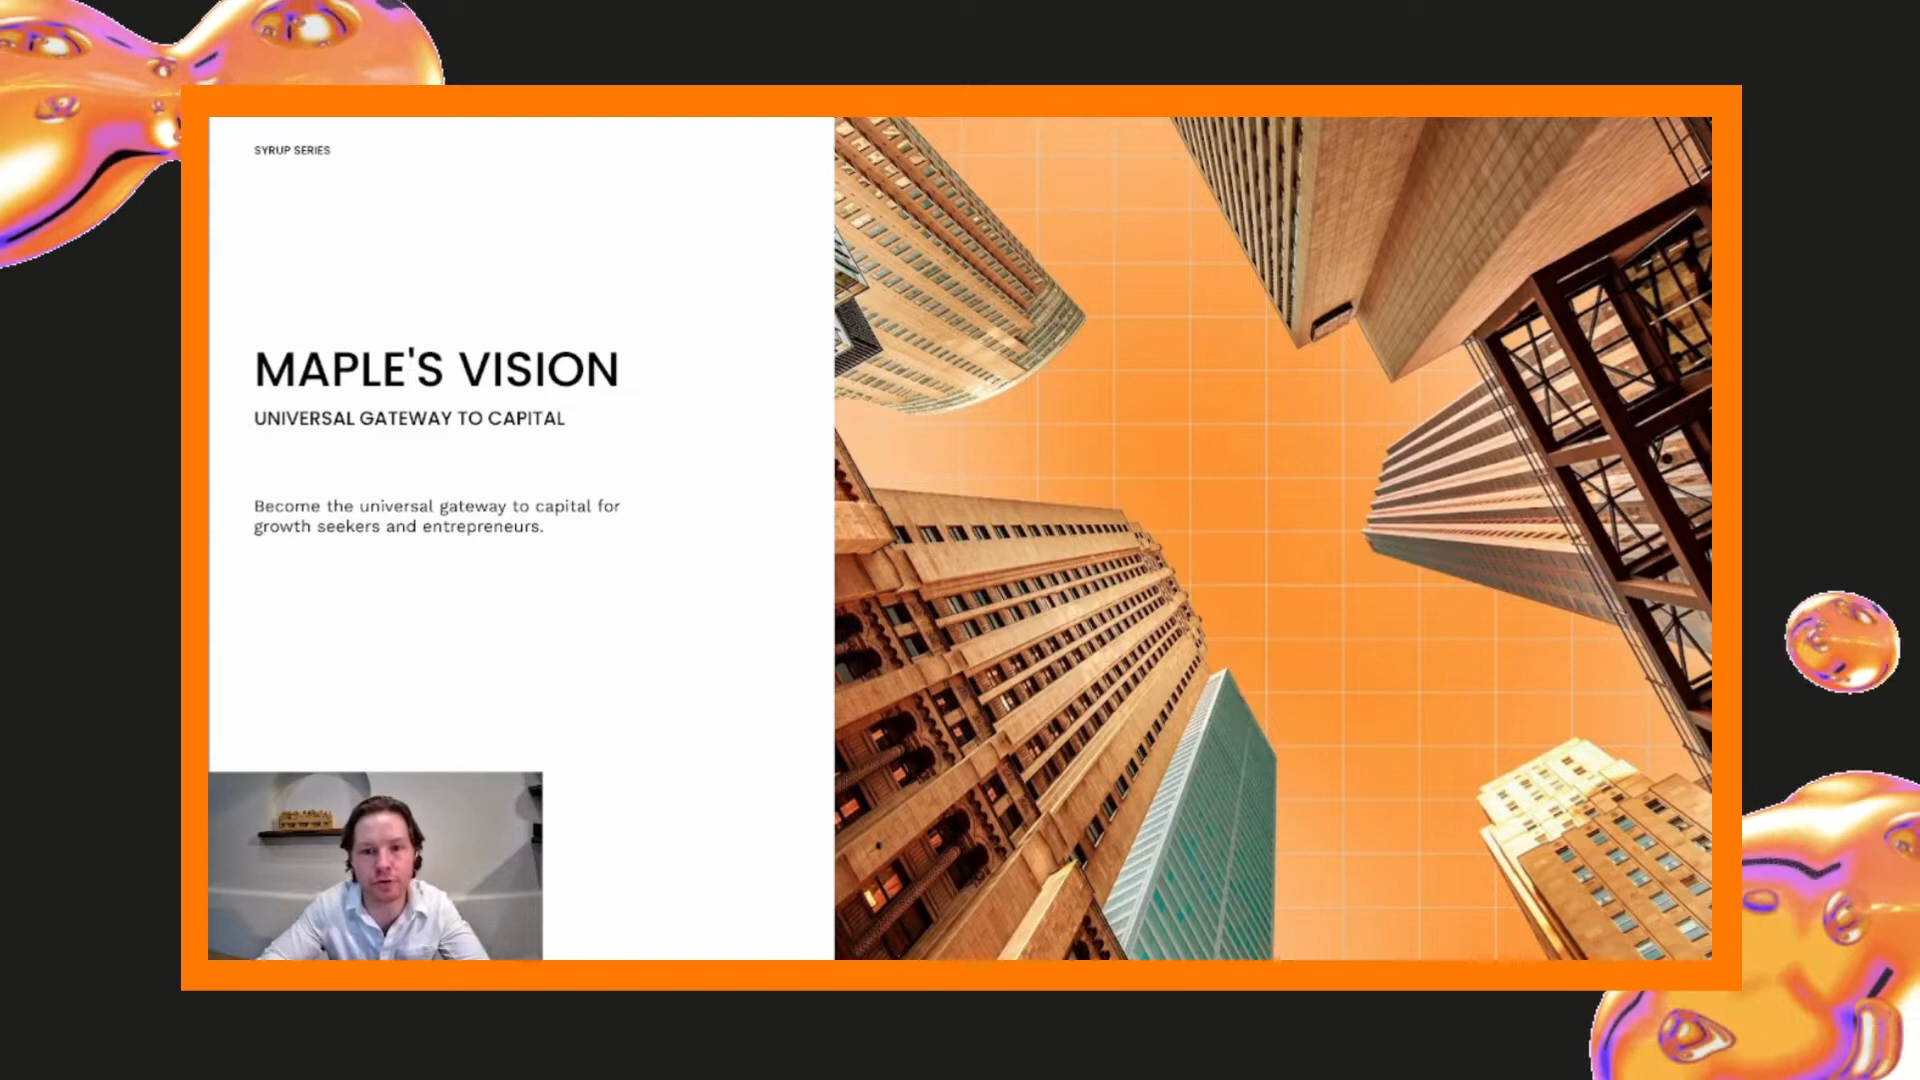 SYRUP SERIES
MAPLE'S VISION
UNIVERSAL GATEWAY TO CAPITAL
Become the universal gateway to capital for
growth seekers and entrepreneurs.